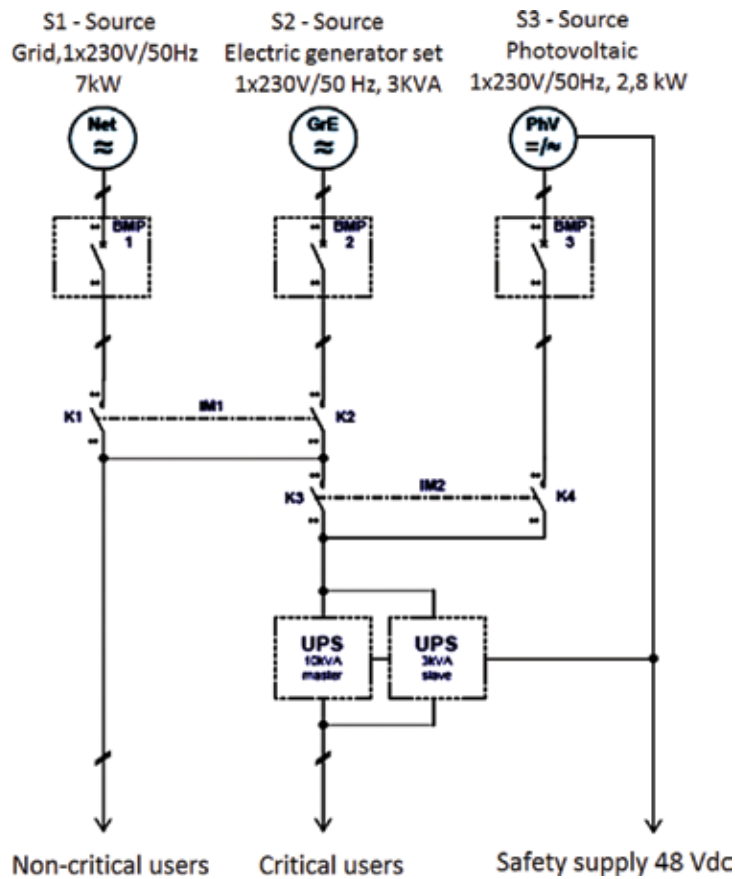 S1 - Source
Grid,1x230V/50Hz
7kW
S2 - Source
Electric generator set
1x230V/50 Hz, 3KVA
S3 - Source
Photovoltaic
1x230V/50Hz, 2,8 kW
Net
≈
GrE
≈
PhV
=/≈
BMP
1
BMP
2
BMP
3
K1
IM1
K2
K3
IM2
K4
UPS
10kVA
master
UPS
3kVA
slave
Non-critical users
Critical users
Safety supply 48 Vdc